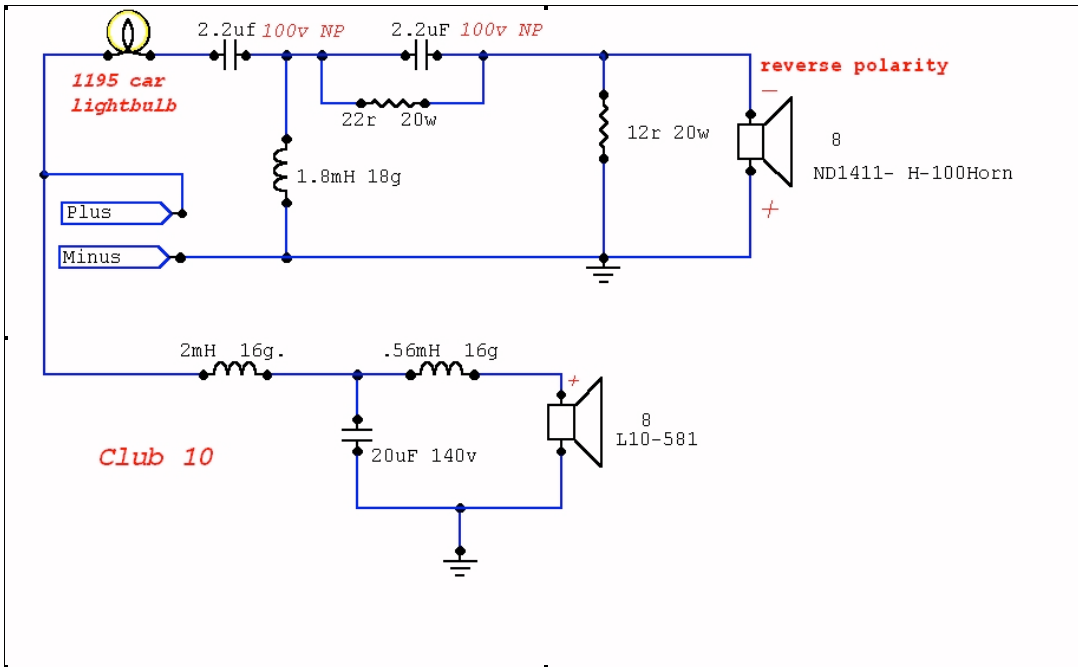 2.2uf 100v NP
2.2uF 100v NP
1195 car
lightbulb
reverse polarity
−
22r 20w
12r 20w
8
ND1411- H-100Horn
1.8mH 18g
+
Plus
Minus
2mH 16g.
.56mH 16g
+
8
L10-581
20uF 140v
Club 10